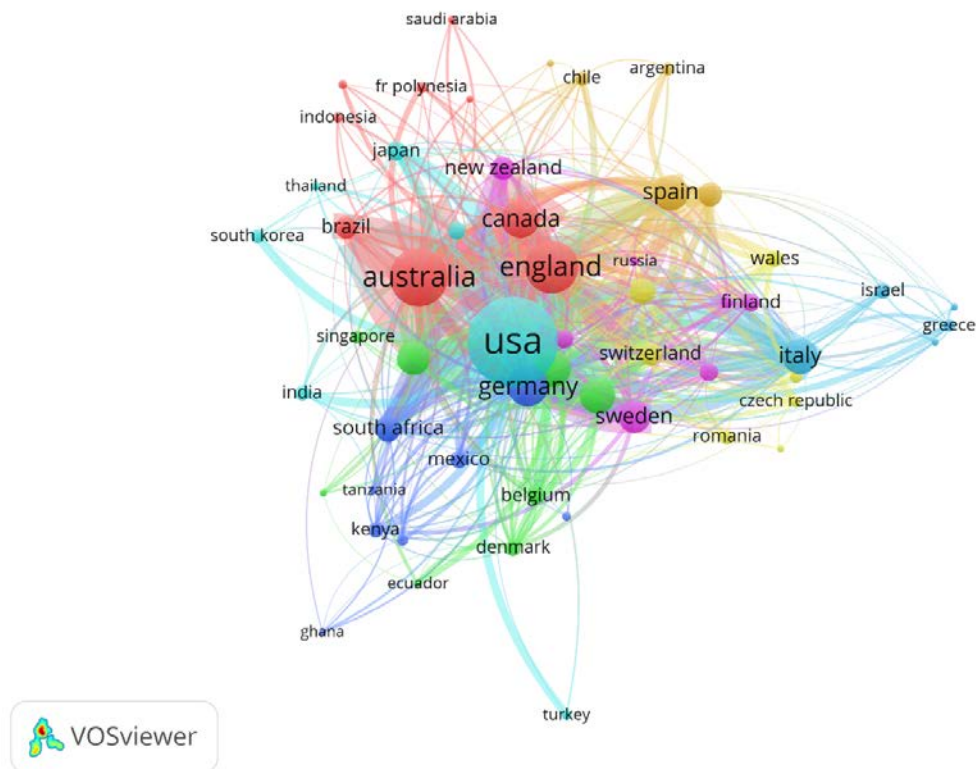 saudi arabia
chile
argentina
fr polynesia
indonesia
japan
new zealand
thailand
spain
canada
brazil
south korea
russia
wales
england
australia
israel
finland
greece
singapore
usa
switzerland
italy
germany
india
czech republic
sweden
south africa
romania
mexico
tanzania
belgium
kenya
denmark
ecuador
ghana
turkey
VOSviewer